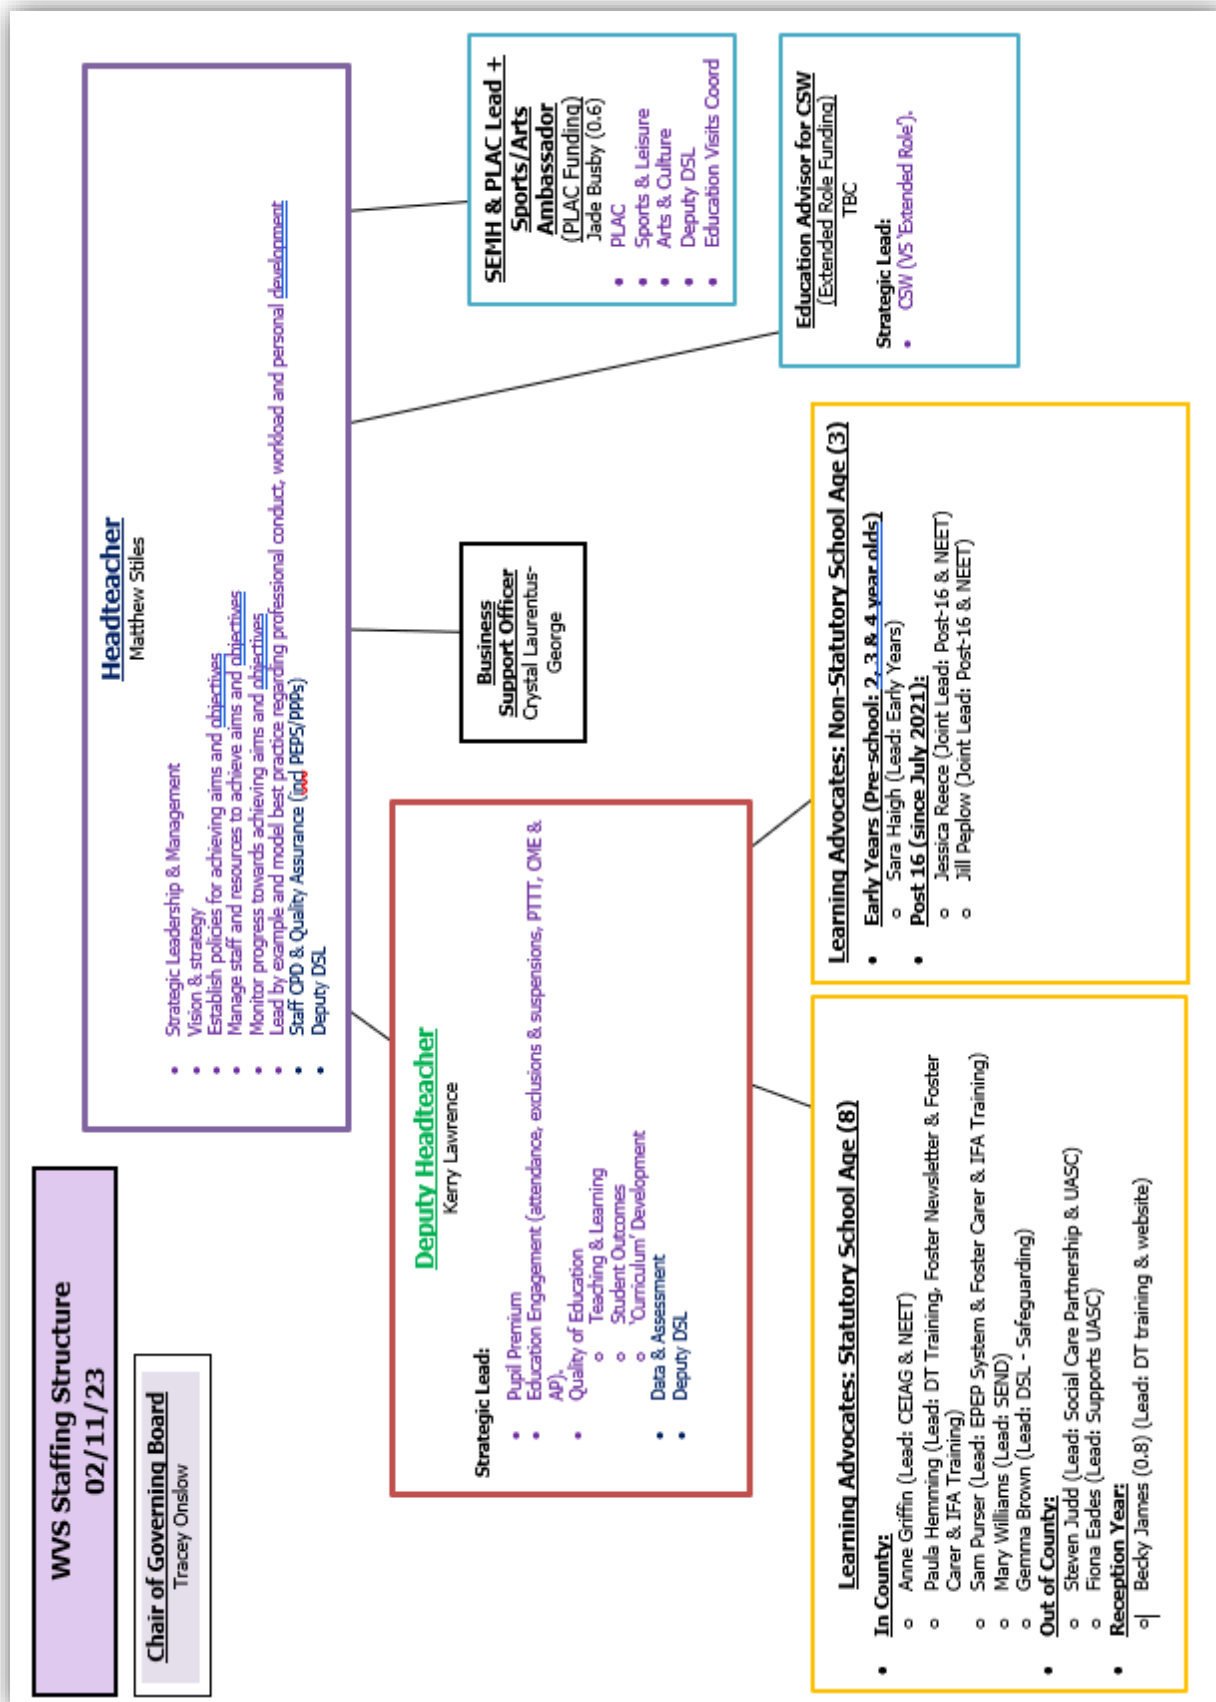 WVS Staffing Structure
02/11/23
Chair of Governing Board
Tracey Onslow
Headteacher
Matthew Stiles
• Strategic Leadership & Management
• Vision & strategy
• Establish policies for achieving aims and objectives
• Manage staff and resources to achieve aims and objectives
• Monitor progress towards achieving aims and objectives
• Lead by example and model best practice regarding professional conduct, workload and personal development
• Staff CPD & Quality Assurance (incl PEPS/PPPs)
• Deputy DSL
Deputy Headteacher
Kerry Lawrence
Strategic Lead:
• Pupil Premium
• Education Engagement (attendance, exclusions & suspensions, PTTT, CME &
AP).
• Quality of Education
o Teaching & Learning
o Student Outcomes
o 'Curriculum' Development
• Data & Assessment
• Deputy DSL
Business
Support Officer
Crystal Laurentus-
George
SEMH & PLAC Lead +
Sports/Arts
Ambassador
(PLAC Funding)
Jade Busby (0.6)
• PLAC
• Sports & Leisure
• Arts & Culture
• Deputy DSL
• Education Visits Coord
Education Advisor for CSW
(Extended Role Funding)
TBC
Strategic Lead:
• CSW (VS 'Extended Role').
Learning Advocates: Statutory School Age (8)
• In County:
o Anne Griffin (Lead: CEIAG & NEET)
o Paula Hemming (Lead: DT Training, Foster Newsletter & Foster
Carer & IFA Training)
o Sam Purser (Lead: EPEP System & Foster Carer & IFA Training)
o Mary Williams (Lead: SEND)
o Gemma Brown (Lead: DSL - Safeguarding)
• Out of County:
o Steven Judd (Lead: Social Care Partnership & UASC)
o Fiona Eades (Lead: Supports UASC)
• Reception Year:
o Becky James (0.8) (Lead: DT training & website)
Learning Advocates: Non-Statutory School Age (3)
• Early Years (Pre-school: 2, 3 & 4 year olds)
o Sara Haigh (Lead: Early Years)
• Post 16 (since July 2021):
o Jessica Reece (Joint Lead: Post-16 & NEET)
o Jill Peplow (Joint Lead: Post-16 & NEET)